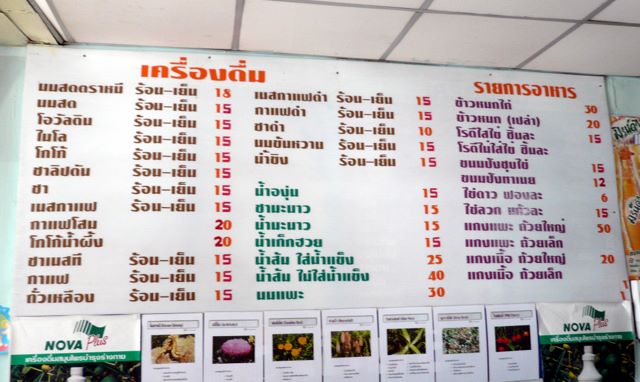 เครื่องดื่ม
นมสดตราหมี ร้อน-เย็น 18
นมสด ร้อน-เย็น 15
โอวัลติน ร้อน-เย็น 15
ไมโล ร้อน-เย็น 15
โกโก้ ร้อน-เย็น 15
ชาลิปตัน ร้อน-เย็น 15
ชา ร้อน-เย็น 15
เนสกาแฟ ร้อน-เย็น 15
กาแฟโสม 20
โกโก้น้ำผึ้ง 20
ชาเนสที ร้อน-เย็น 15
กาแฟ ร้อน-เย็น 15
ถั่วเหลือง ร้อน-เย็น 15
เนสกาแฟดำ ร้อน-เย็น 15
กาแฟดำ ร้อน-เย็น 15
ชาดำ ร้อน-เย็น 10
นมข้นหวาน ร้อน-เย็น 15
น้ำขิง ร้อน-เย็น 15
น้ำองุ่น 15
ชามะนาว 15
น้ำมะนาว 15
น้ำเก็กฮวย 15
น้ำส้ม ใส่น้ำแข็ง 25
น้ำส้ม ไม่ใส่น้ำแข็ง 40
นมแพะ 30
รายการอาหาร
ข้าวหมกไก่ 30
ข้าวหมก (เปล่า) 20
โรตีใส่ไข่ ชิ้นละ 15
โรตีไม่ใส่ไข่ ชิ้นละ
ขนมปังชุบไข่ 15
ขนมปังทาเนย 12
ไข่ดาว ฟองละ 6
ไข่ลวก แก้วละ 15
แกงแพะ ถ้วยใหญ่ 50
แกงแพะ ถ้วยเล็ก
แกงเนื้อ ถ้วยใหญ่ 20
แกงเนื้อ ถ้วยเล็ก
NOVA Plus
เครื่องดื่มสมุนไพรบำรุงร่างกาย
NOVA Plus